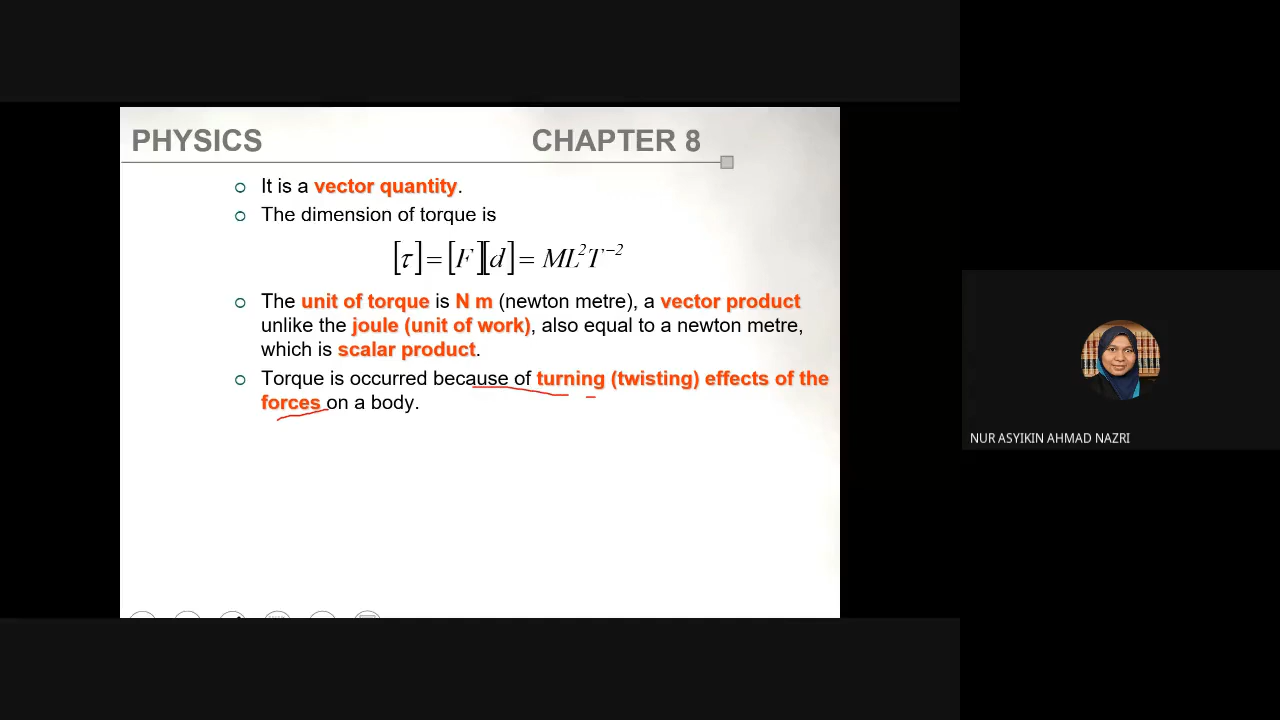 PHYSICS CHAPTER 8
It is a vector quantity.
The dimension of torque is
[τ] = [F][d] = ML²T⁻²
The unit of torque is N m (newton metre), a vector product
unlike the joule (unit of work), also equal to a newton metre,
which is scalar product.
Torque is occurred because of turning (twisting) effects of the
forces on a body.
NUR ASYIKIN AHMAD NAZRI